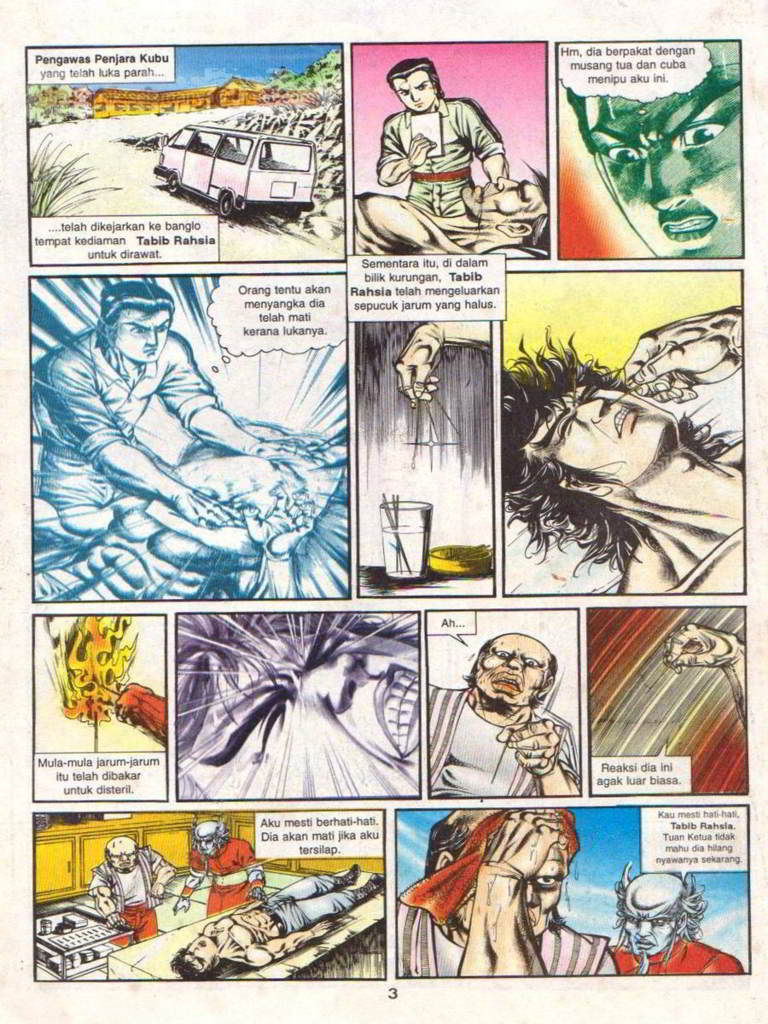 Pengawas Penjara Kubu
yang telah luka parah...
....telah dikejarkan ke banglo
tempat kediaman Tabib Rahsia
untuk dirawat.
Hm, dia berpakat dengan
musang tua dan cuba
menipu aku ini.
Orang tentu akan
menyangka dia
telah mati
kerana lukanya.
Sementara itu, di dalam
bilik kurungan, Tabib
Rahsia telah mengeluarkan
sepucuk jarum yang halus.
Mula-mula jarum-jarum
itu telah dibakar
untuk disteril.
Ah...
Reaksi dia ini
agak luar biasa.
Aku mesti berhati-hati.
Dia akan mati jika aku
tersilap.
Kau mesti hati-hati,
Tabib Rahsia.
Tuan Ketua tidak
mahu dia hilang
nyawanya sekarang.
3